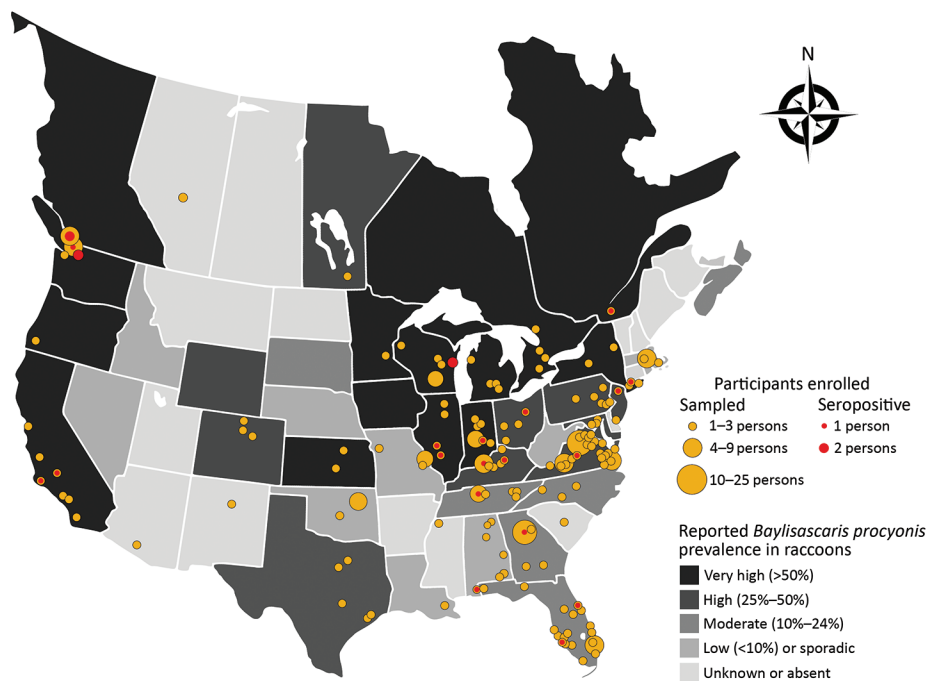 N
Participants enrolled
Sampled
Seropositive
1–3 persons
1 person
4–9 persons
2 persons
10–25 persons
Reported Baylisascaris procyonis
prevalence in raccoons
Very high (>50%)
High (25%–50%)
Moderate (10%–24%)
Low (<10%) or sporadic
Unknown or absent